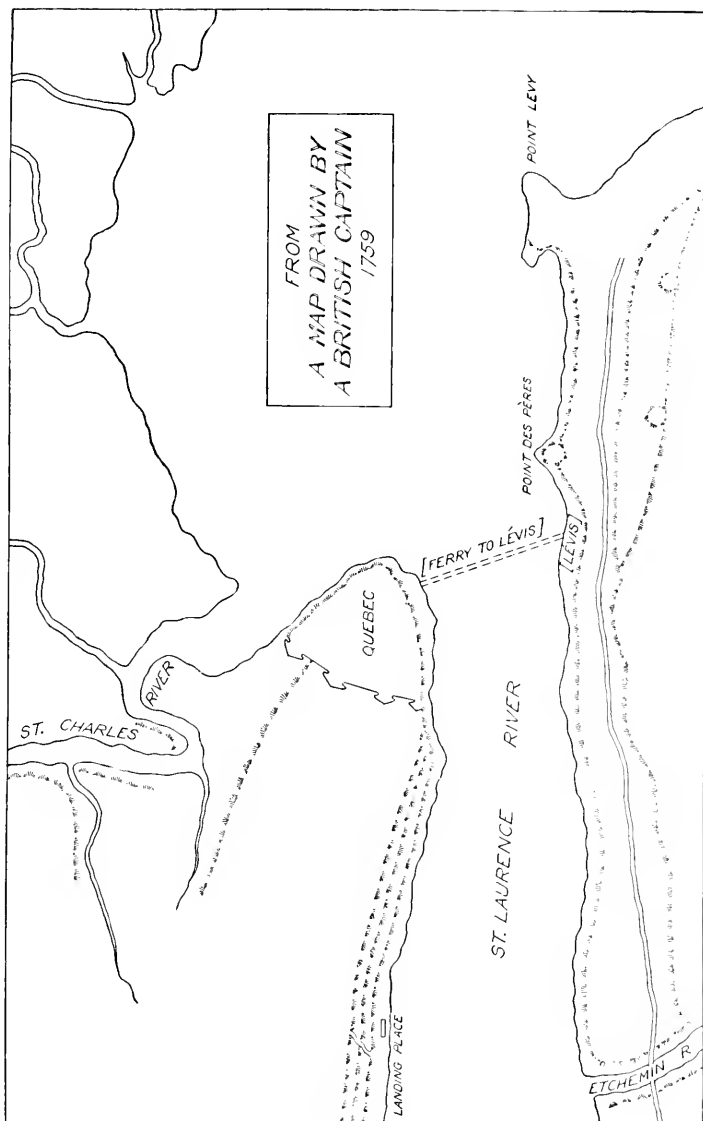 FROM
A MAP DRAWN BY
A BRITISH CAPTAIN
1759
POINT LEVY
POINT DES PÈRES
[FERRY TO LÉVIS]
[LÉVIS]
QUEBEC
RIVER
ST. CHARLES
ST. LAURENCE RIVER
LANDING PLACE
ETCHEMIN R